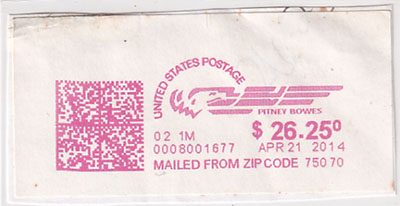 UNITED STATES POSTAGE
PITNEY BOWES
02 1M $ 26.25⁰
0008001677 APR 21 2014
MAILED FROM ZIP CODE 75070